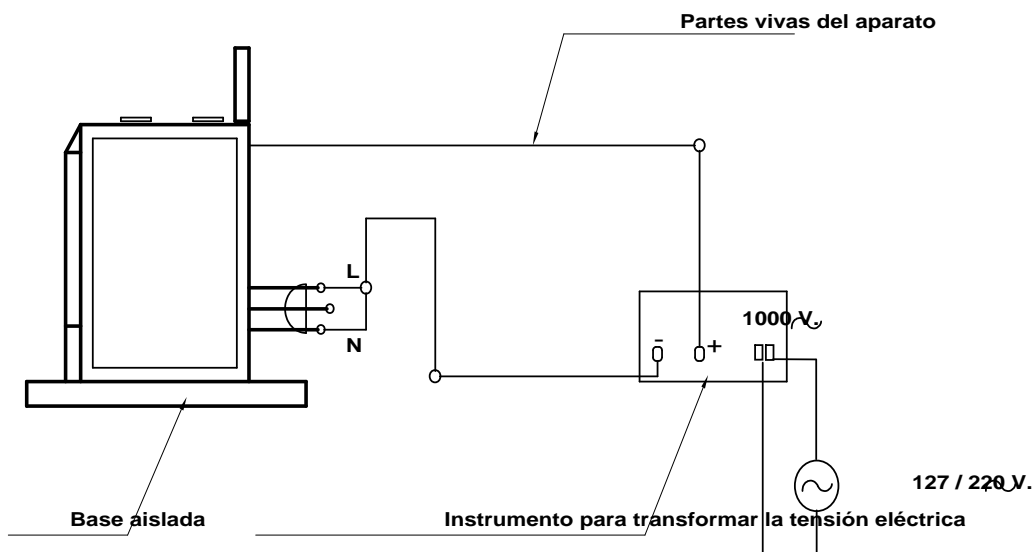 Partes vivas del aparato
L
N
1000 V.
- +
127 / 220 V.
Base aislada
Instrumento para transformar la tensión eléctrica